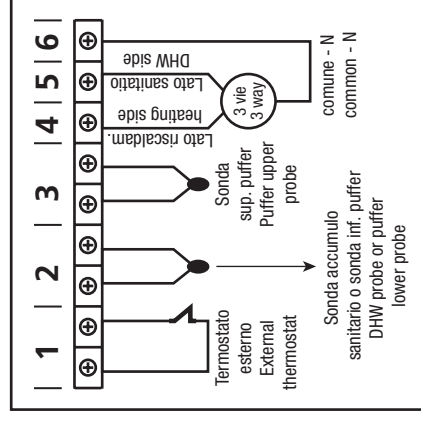 1 2 3 4 5 6
Termostato
esterno
External
thermostat
Sonda accumulo
sanitario o sonda inf. puffer
DHW probe or puffer
lower probe
Sonda
sup. puffer
Puffer upper
probe
Lato riscaldam.
heating side
Lato sanitatio
DHW side
3 vie
3 way
comune - N
common - N